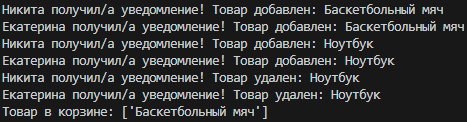 Никита получил/а уведомление! Товар добавлен: Баскетбольный мяч
Екатерина получил/а уведомление! Товар добавлен: Баскетбольный мяч
Никита получил/а уведомление! Товар добавлен: Ноутбук
Екатерина получил/а уведомление! Товар добавлен: Ноутбук
Никита получил/а уведомление! Товар удален: Ноутбук
Екатерина получил/а уведомление! Товар удален: Ноутбук
Товар в корзине: ['Баскетбольный мяч']